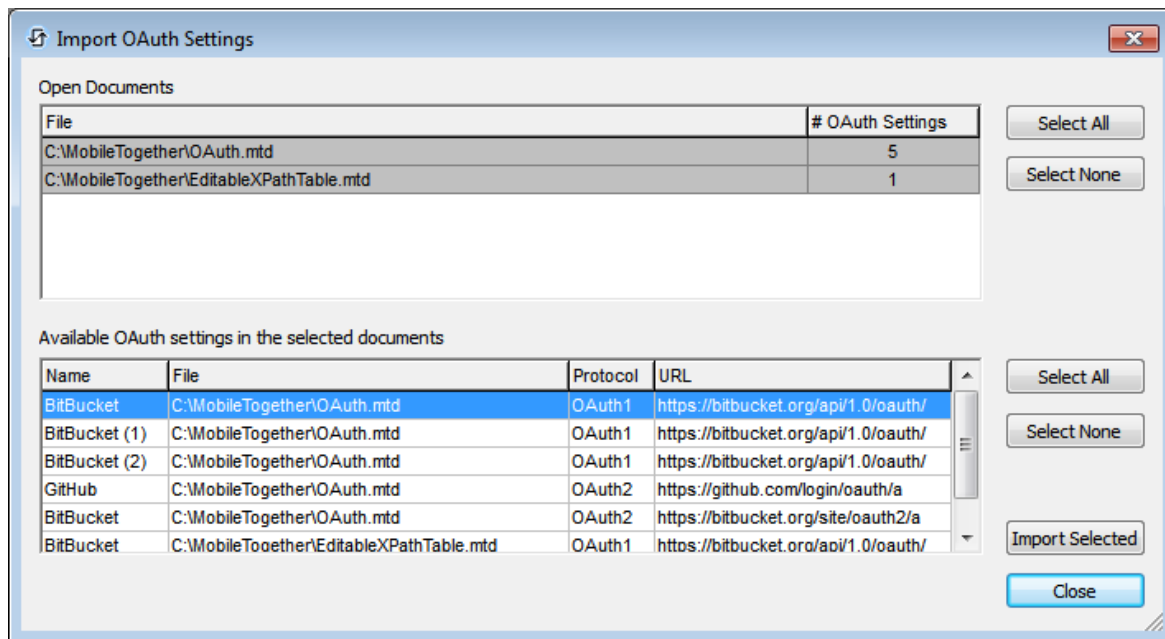 Import OAuth Settings
Open Documents
File # OAuth Settings
Select All
C:\MobileTogether\OAuth.mtd 5
C:\MobileTogether\EditableXPathTable.mtd 1
Select None
Available OAuth settings in the selected documents
Name File Protocol URL
Select All
BitBucket C:\MobileTogether\OAuth.mtd OAuth1 https://bitbucket.org/api/1.0/oauth/
BitBucket (1) C:\MobileTogether\OAuth.mtd OAuth1 https://bitbucket.org/api/1.0/oauth/
Select None
BitBucket (2) C:\MobileTogether\OAuth.mtd OAuth1 https://bitbucket.org/api/1.0/oauth/
GitHub C:\MobileTogether\OAuth.mtd OAuth2 https://github.com/login/oauth/a
BitBucket C:\MobileTogether\OAuth.mtd OAuth2 https://bitbucket.org/site/oauth2/a
BitBucket C:\MobileTogether\EditableXPathTable.mtd OAuth1 https://bitbucket.org/api/1.0/oauth/
Import Selected
Close